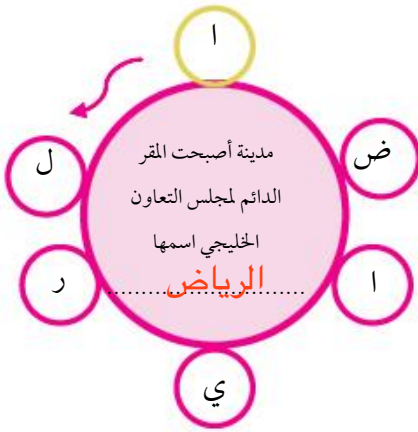 ا
ل
ض
مدينة أصبحت المقر
الدائم لمجلس التعاون
الخليجي اسمها
الرياض............................
ر
ا
ي